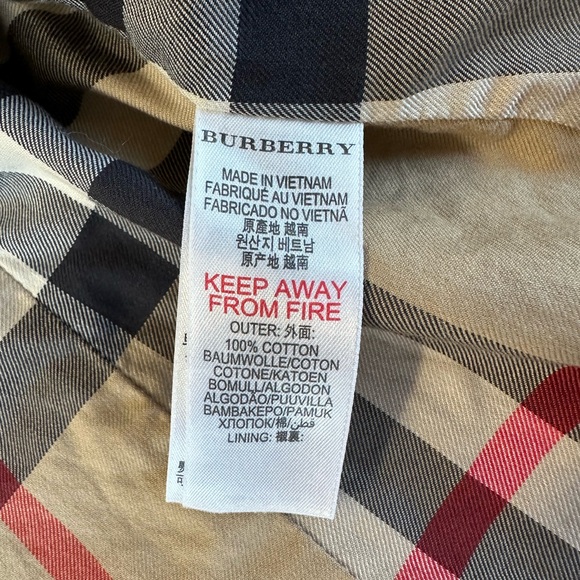 BURBERRY
MADE IN VIETNAM
FABRIQUÉ AU VIETNAM
FABRICADO NO VIETNÃ
原產地 越南
원산지 베트남
原产地 越南
KEEP AWAY
FROM FIRE
OUTER: 外面:
100% COTTON
BAUMWOLLE/COTON
COTONE/KATOEN
BOMULL/ALGODON
ALGODÃO/PUUVILLA
ΒΑΜΒΑΚΕΡΟ/PAMUK
ХЛОПОК/棉/قطن
LINING: 襯裏: